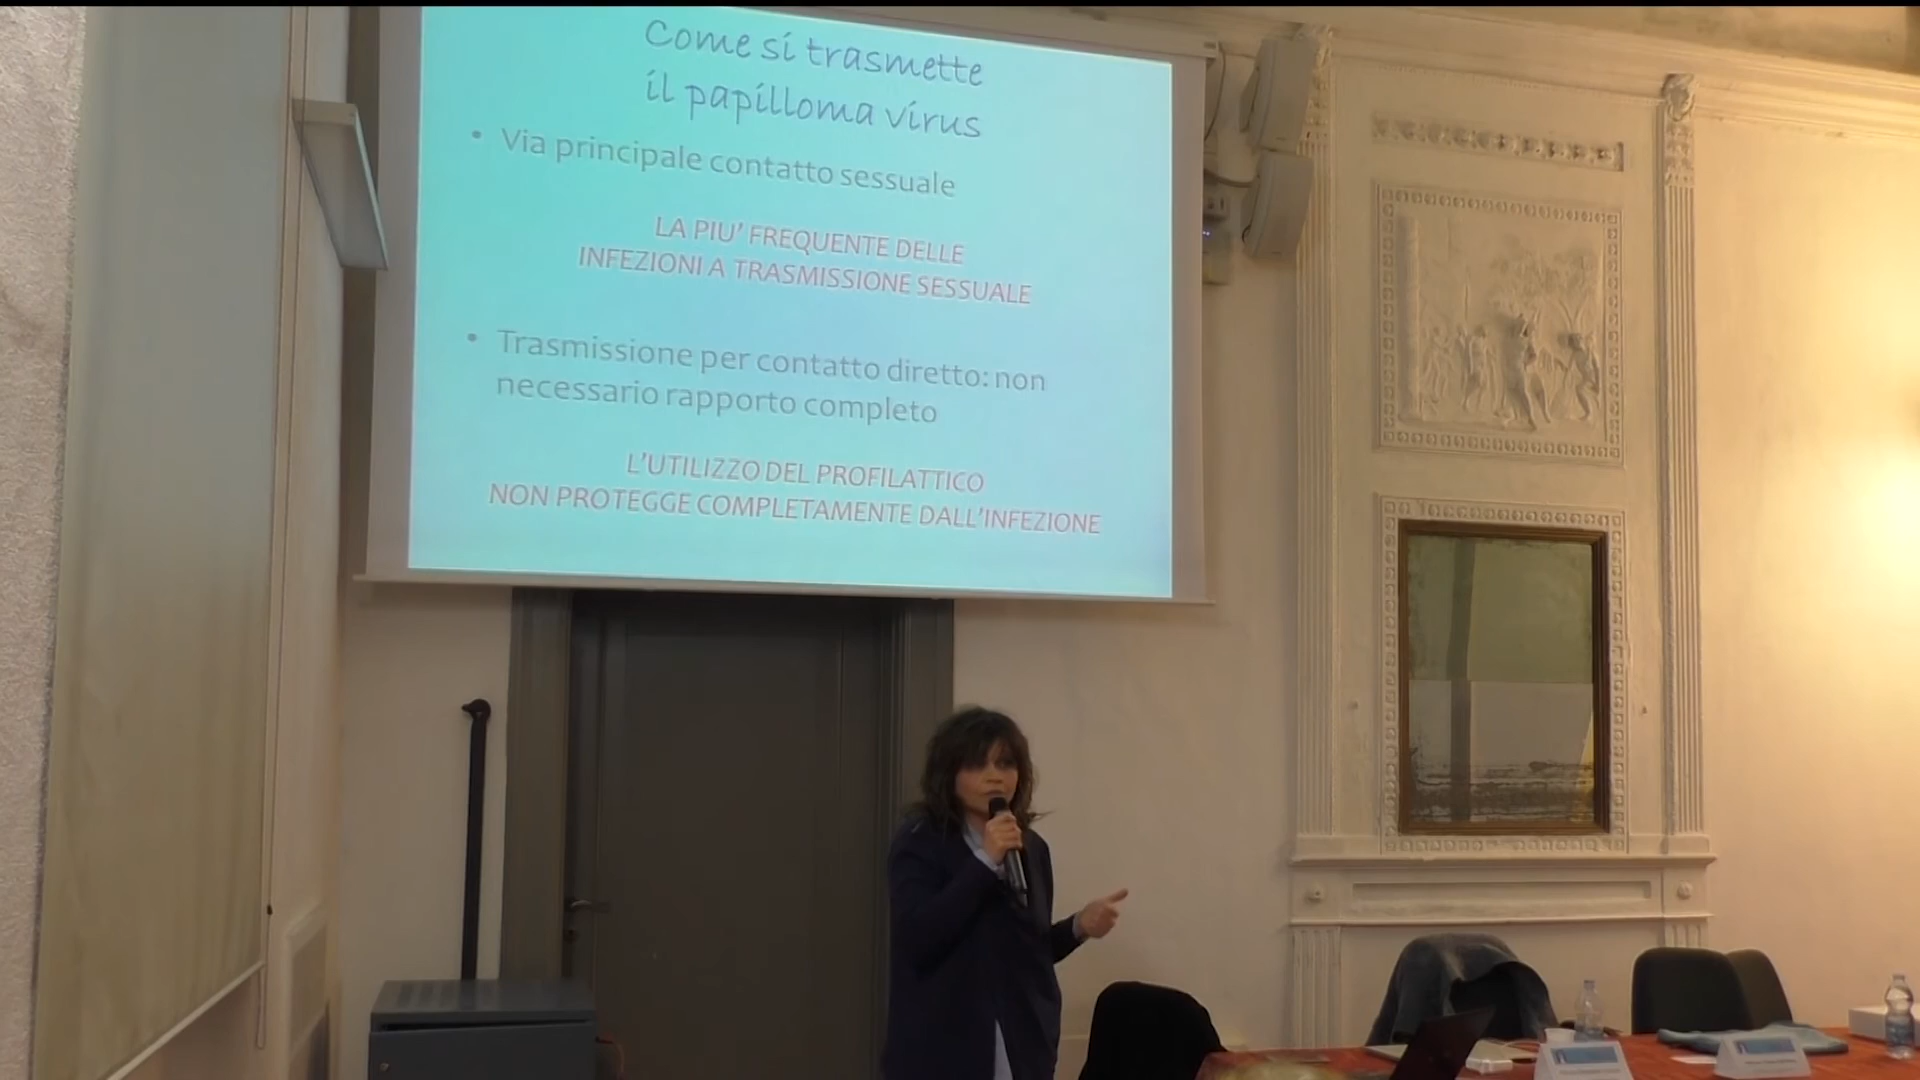 Come si trasmette
il papilloma virus
• Via principale contatto sessuale
LA PIU' FREQUENTE DELLE
INFEZIONI A TRASMISSIONE SESSUALE
• Trasmissione per contatto diretto: non
necessario rapporto completo
L'UTILIZZO DEL PROFILATTICO
NON PROTEGGE COMPLETAMENTE DALL'INFEZIONE